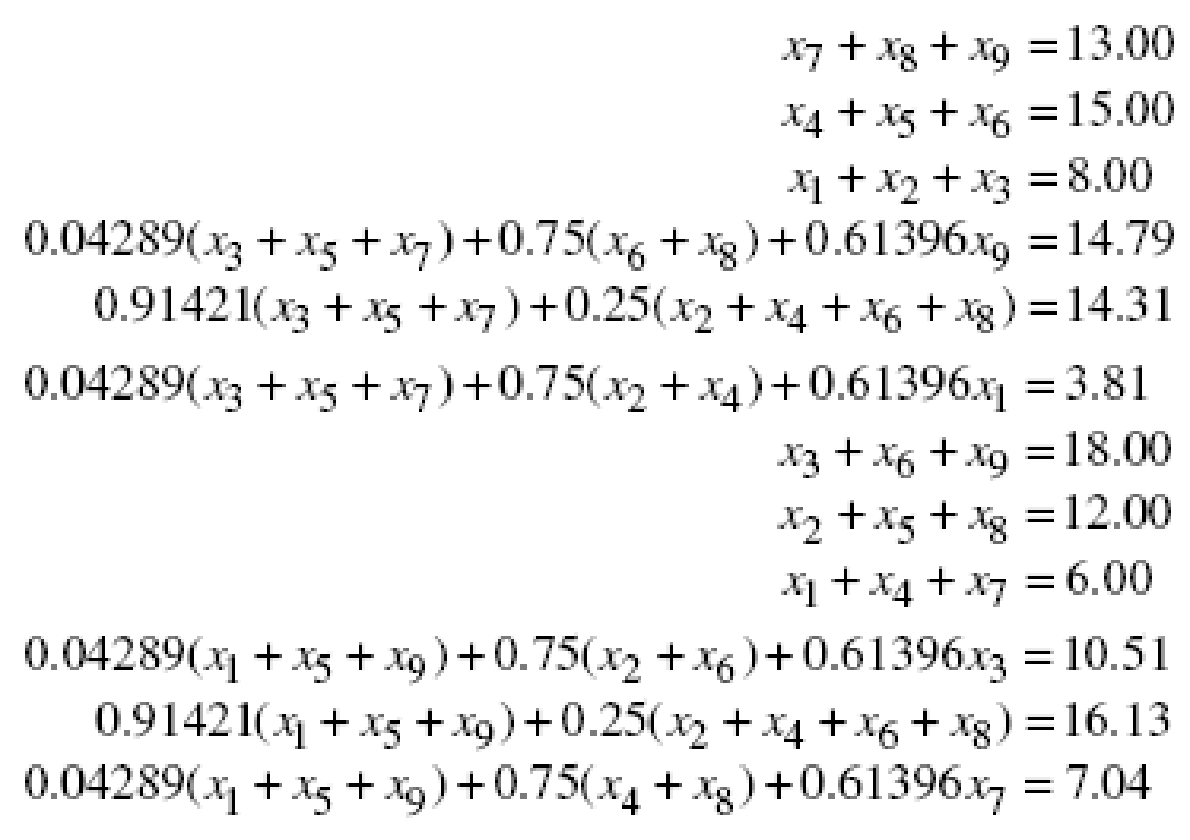 x₇ + x₈ + x₉ = 13.00
x₄ + x₅ + x₆ = 15.00
x₁ + x₂ + x₃ = 8.00
0.04289(x₃ + x₅ + x₇) + 0.75(x₆ + x₈) + 0.61396x₉ = 14.79
0.91421(x₃ + x₅ + x₇) + 0.25(x₂ + x₄ + x₆ + x₈) = 14.31
0.04289(x₃ + x₅ + x₇) + 0.75(x₂ + x₄) + 0.61396x₁ = 3.81
x₃ + x₆ + x₉ = 18.00
x₂ + x₅ + x₈ = 12.00
x₁ + x₄ + x₇ = 6.00
0.04289(x₁ + x₅ + x₉) + 0.75(x₂ + x₆) + 0.61396x₃ = 10.51
0.91421(x₁ + x₅ + x₉) + 0.25(x₂ + x₄ + x₆ + x₈) = 16.13
0.04289(x₁ + x₅ + x₉) + 0.75(x₄ + x₈) + 0.61396x₇ = 7.04